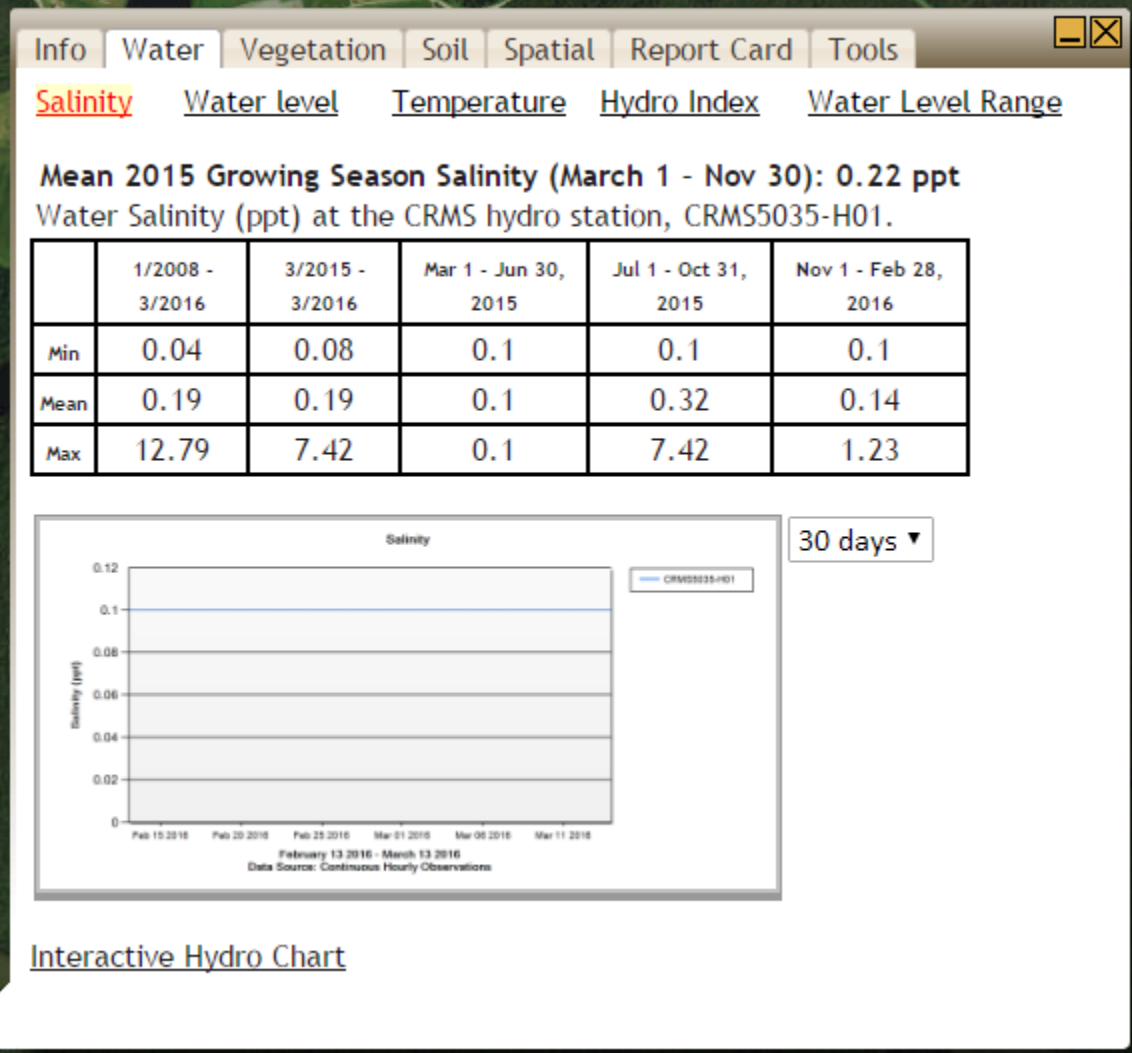 Info Water Vegetation Soil Spatial Report Card Tools
Salinity Water level Temperature Hydro Index Water Level Range
Mean 2015 Growing Season Salinity (March 1 - Nov 30): 0.22 ppt
Water Salinity (ppt) at the CRMS hydro station, CRMS5035-H01.
1/2008 - 3/2015 - Mar 1 - Jun 30, Jul 1 - Oct 31, Nov 1 - Feb 28,
3/2016 3/2016 2015 2015 2016
Min 0.04 0.08 0.1 0.1 0.1
Mean 0.19 0.19 0.1 0.32 0.14
Max 12.79 7.42 0.1 7.42 1.23
30 days
Salinity
CRMS5035-H01
0.12
0.1
0.08
0.06
0.04
0.02
0
Salinity (ppt)
Feb 15 2016 Feb 20 2016 Feb 25 2016 Mar 01 2016 Mar 06 2016 Mar 11 2016
February 13 2016 - March 13 2016
Data Source: Continuous Hourly Observations
Interactive Hydro Chart